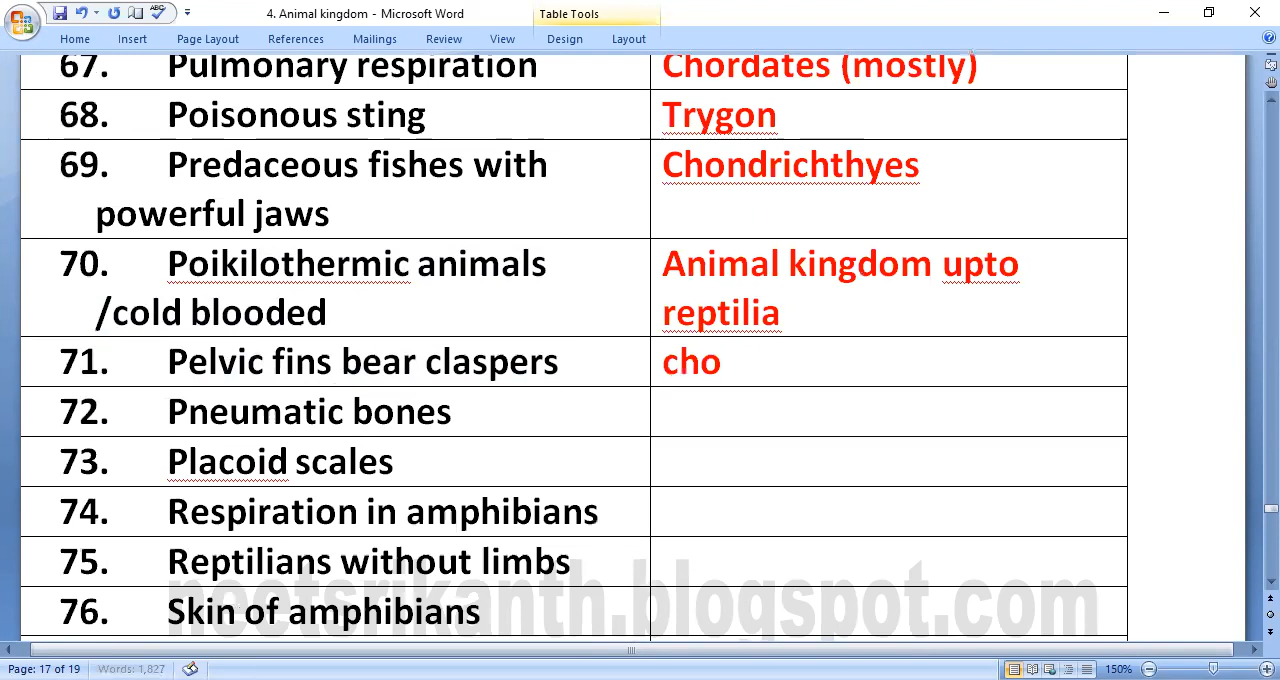 4. Animal kingdom - Microsoft Word
Table Tools
Home Insert Page Layout References Mailings Review View Design Layout
67. Pulmonary respiration Chordates (mostly)
68. Poisonous sting Trygon
69. Predaceous fishes with Chondrichthyes
powerful jaws
70. Poikilothermic animals Animal kingdom upto
/cold blooded reptilia
71. Pelvic fins bear claspers cho
72. Pneumatic bones
73. Placoid scales
74. Respiration in amphibians
75. Reptilians without limbs
76. Skin of amphibians
neetsrikanth.blogspot.com
Page: 17 of 19 Words: 1,827 150%